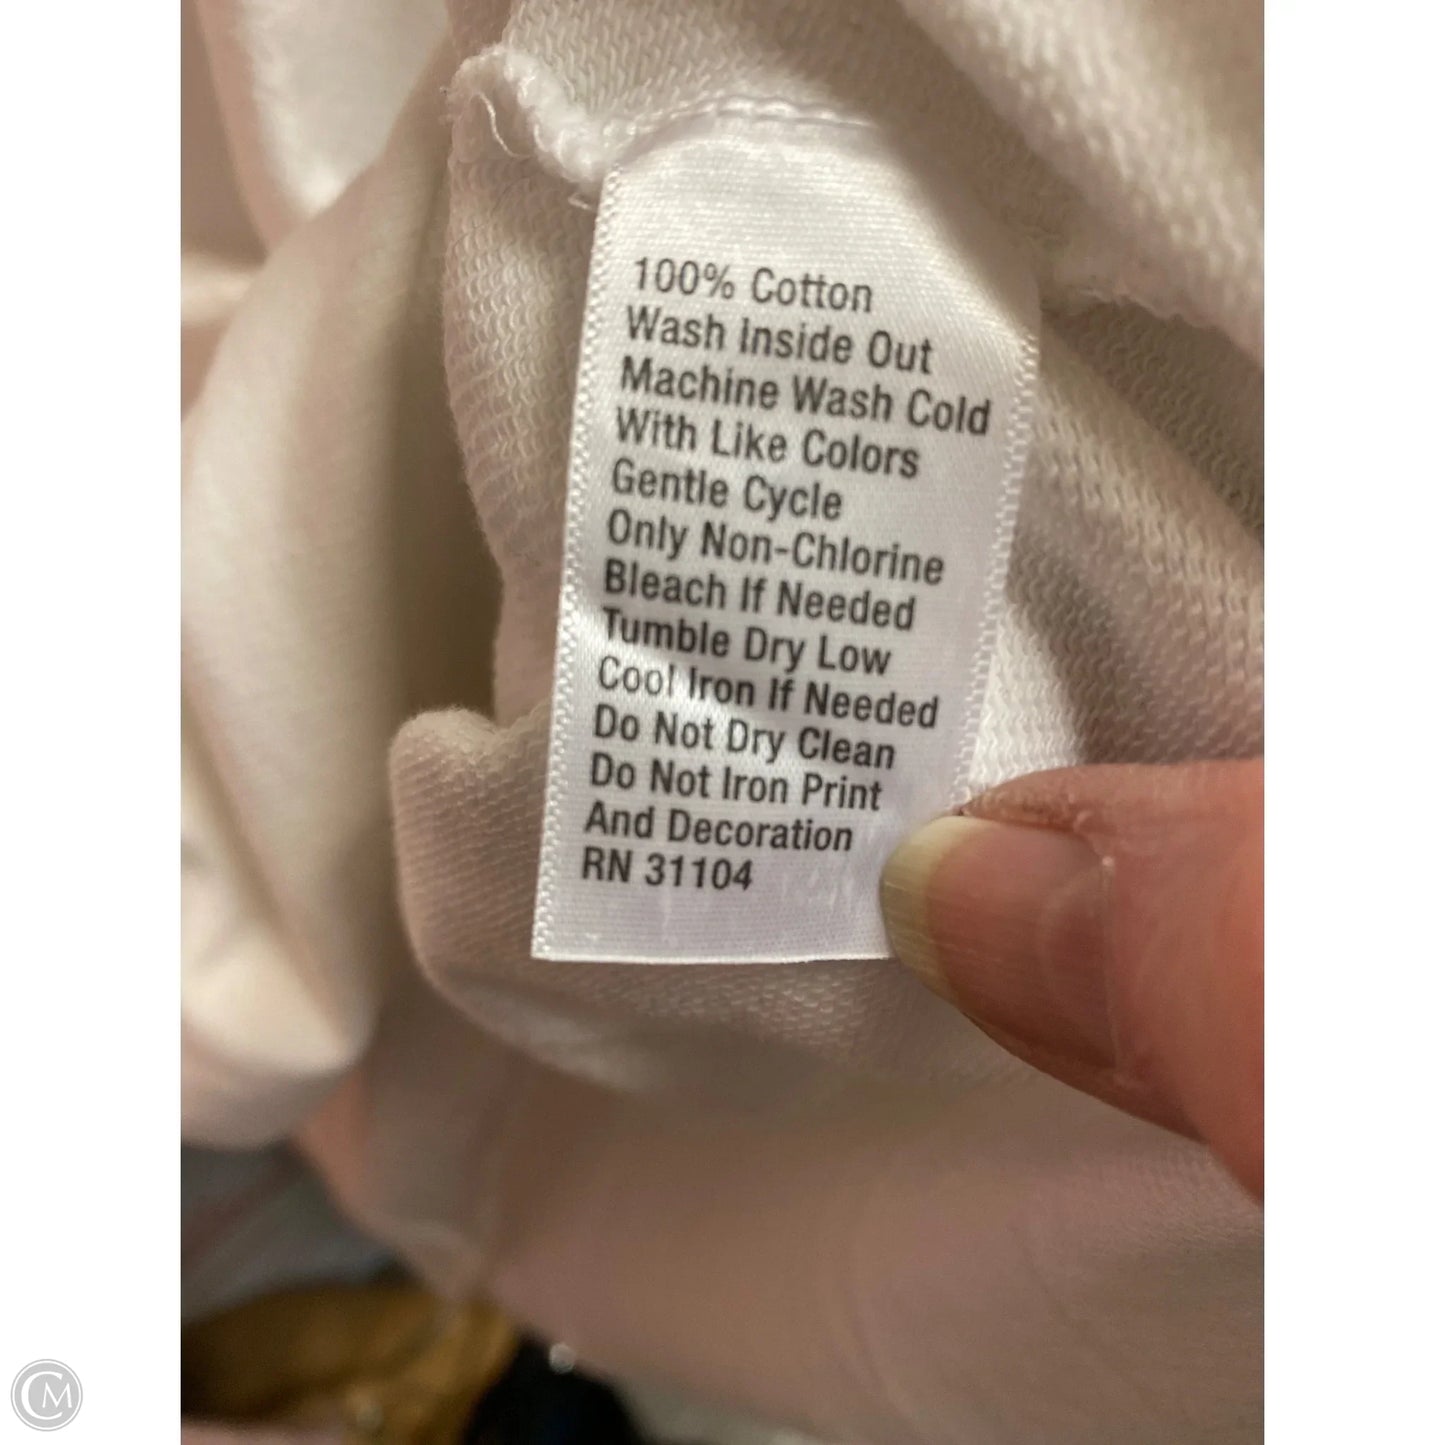 100% Cotton
Wash Inside Out
Machine Wash Cold
With Like Colors
Gentle Cycle
Only Non-Chlorine
Bleach If Needed
Tumble Dry Low
Cool Iron If Needed
Do Not Dry Clean
Do Not Iron Print
And Decoration
RN 31104
CM